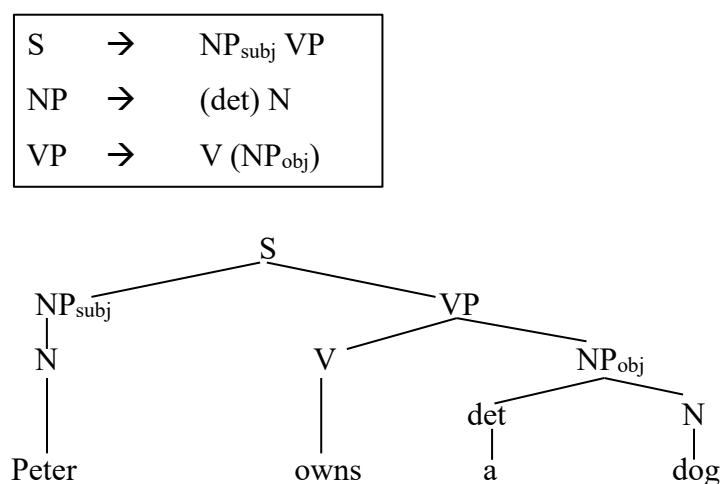 S → NPsubj VP
NP → (det) N
VP → V (NPobj)
S
NPsubj VP
N V NPobj
det N
Peter owns a dog